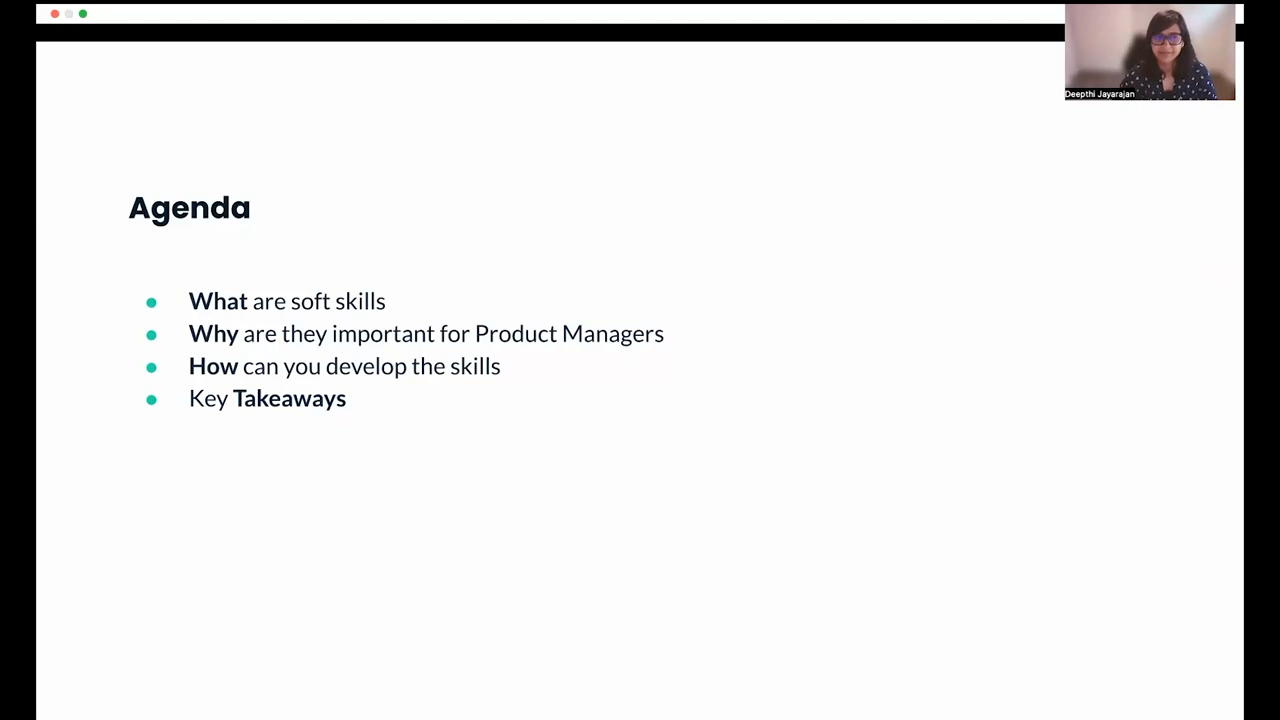 Deepthi Jayarajan
Agenda
What are soft skills
Why are they important for Product Managers
How can you develop the skills
Key Takeaways